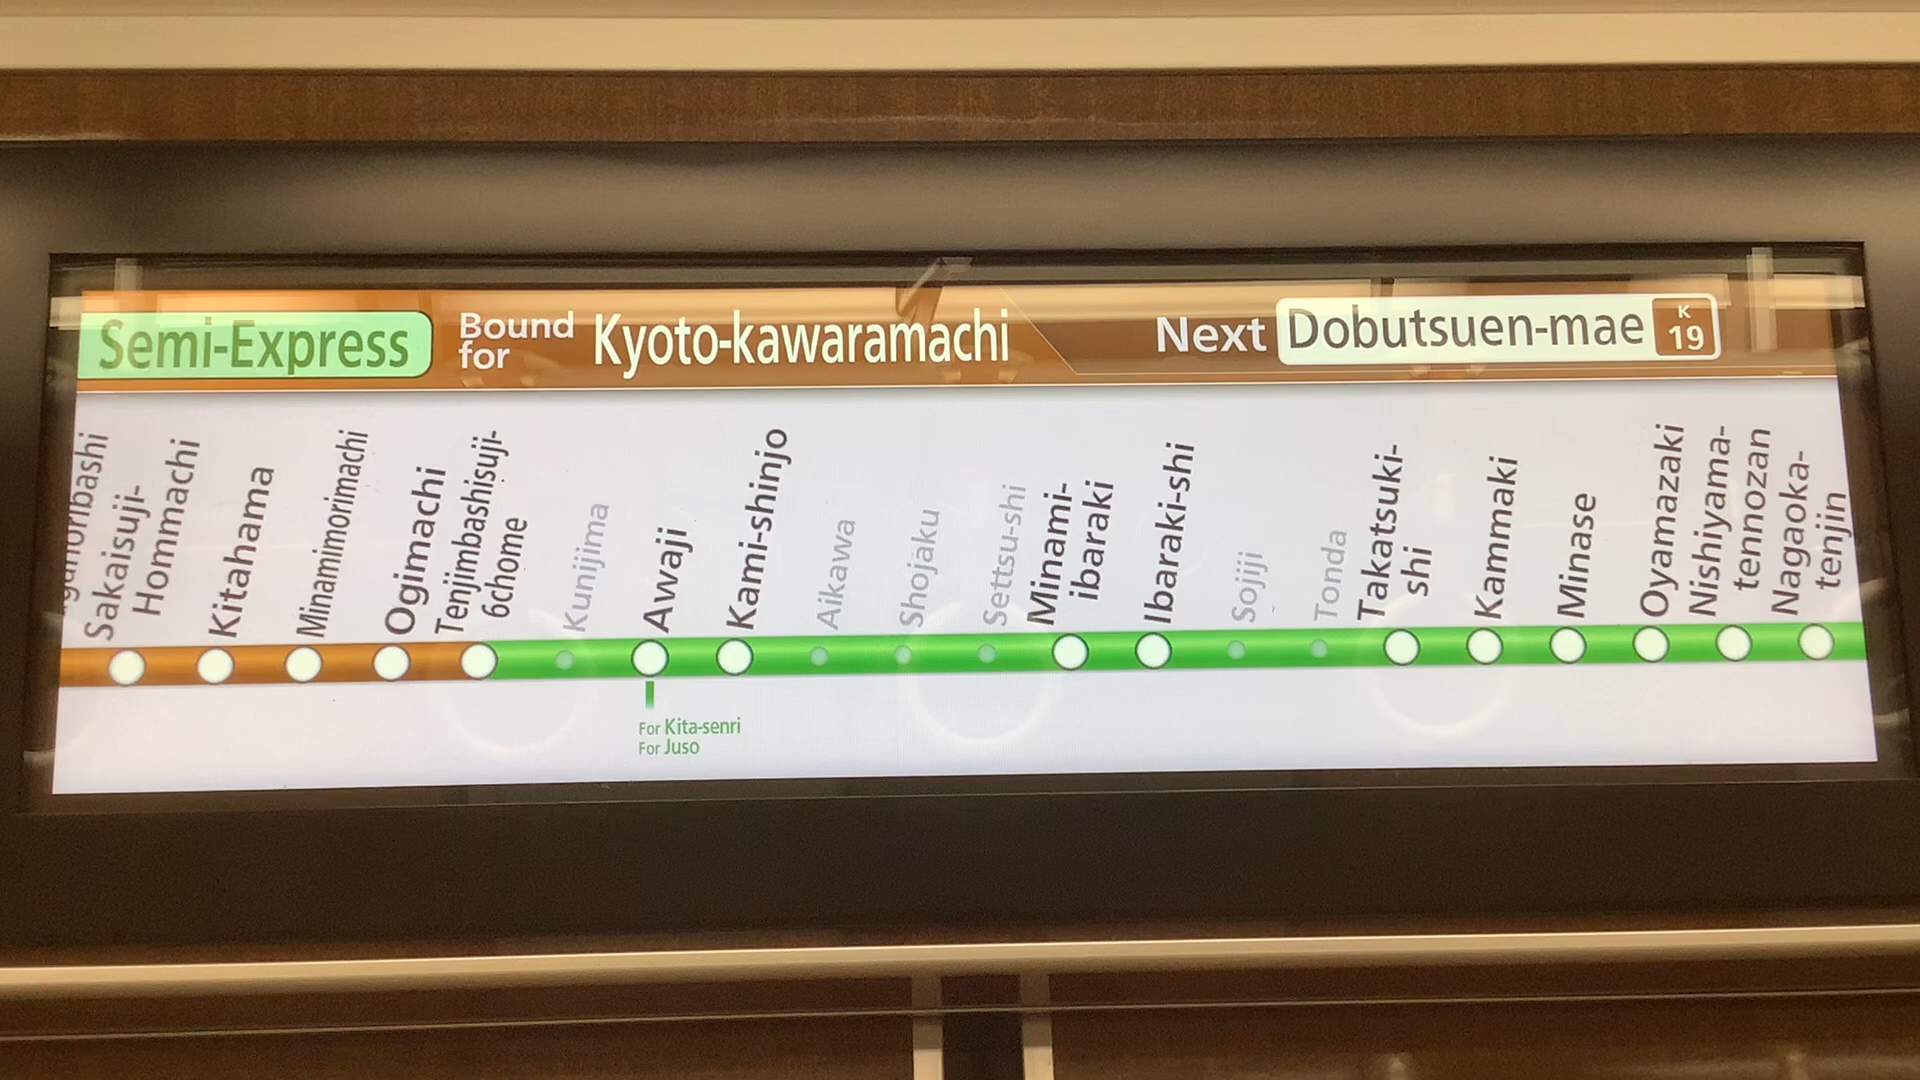 Semi-Express
Bound
for
Kyoto-kawaramachi
Next
Dobutsuen-mae
K
19
Sakaisuji-
Hommachi
Kitahama
Minamimorimachi
Ogimachi
Tenjimbashisuji-
6chome
Kunijima
Awaji
Kami-shinjo
Aikawa
Shojaku
Settsu-shi
Minami-
ibaraki
Ibaraki-shi
Sojiji
Tonda
Takatsuki-
shi
Kammaki
Minase
Oyamazaki
Nishiyama-
tennozan
Nagaoka-
tenjin
For Kita-senri
For Juso